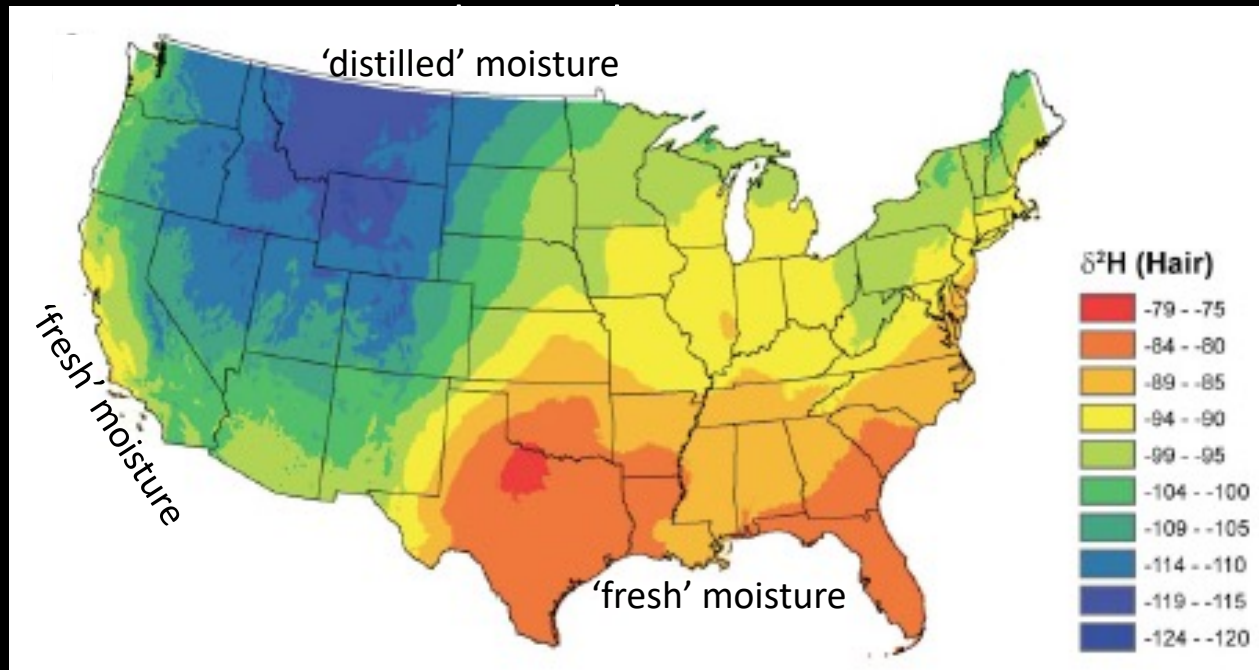 'distilled' moisture
'fresh' moisture
'fresh' moisture
δ²H (Hair)
-79 - -75
-84 - -80
-89 - -85
-94 - -90
-99 - -95
-104 - -100
-109 - -105
-114 - -110
-119 - -115
-124 - -120